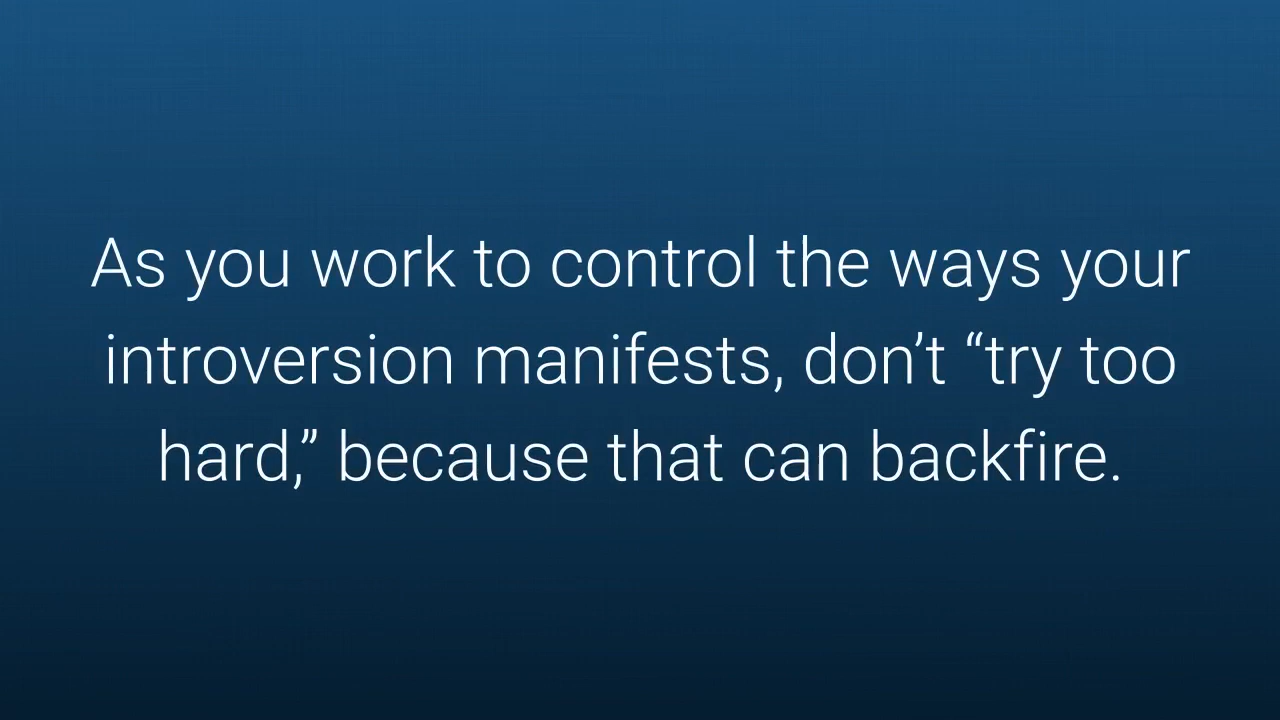 As you work to control the ways your
introversion manifests, don’t “try too
hard,” because that can backfire.